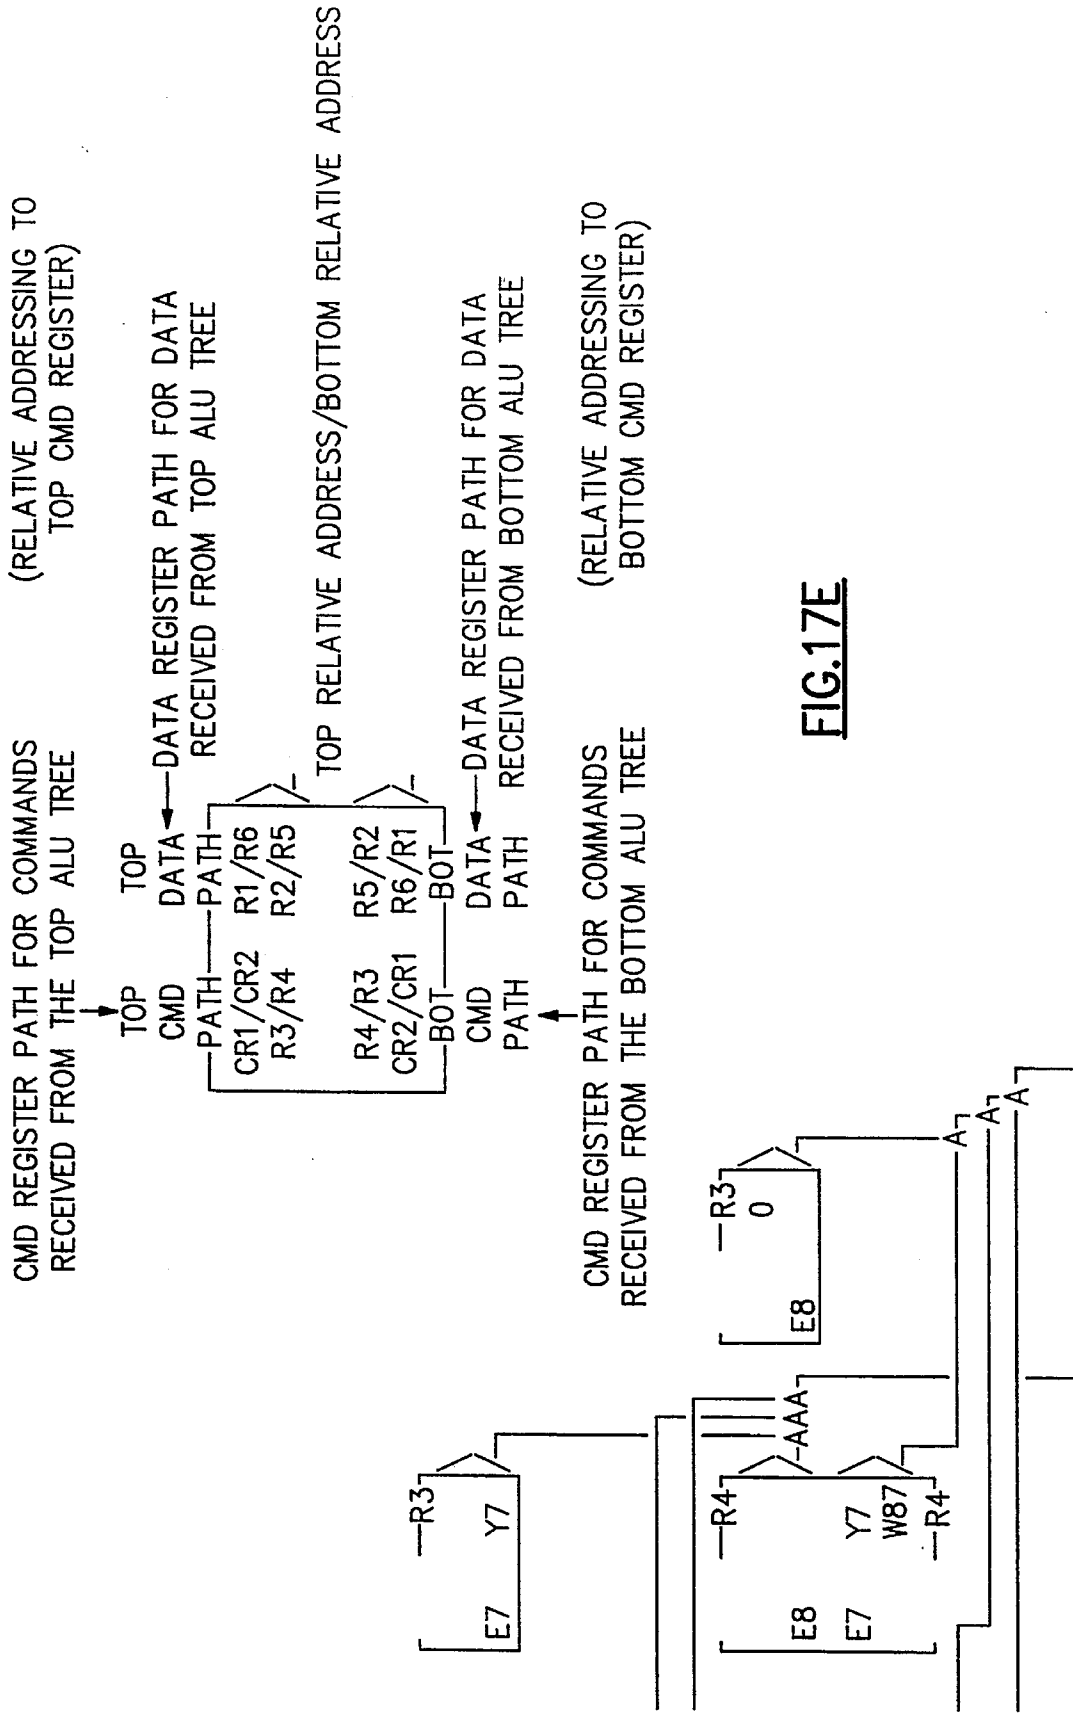 CMD REGISTER PATH FOR COMMANDS
RECEIVED FROM THE TOP ALU TREE
(RELATIVE ADDRESSING TO
TOP CMD REGISTER)
TOP TOP
CMD DATA
DATA REGISTER PATH FOR DATA
RECEIVED FROM TOP ALU TREE
PATH PATH
CR1/CR2 R1/R6
R3/R4 R2/R5
TOP RELATIVE ADDRESS/BOTTOM RELATIVE ADDRESS
R4/R3 R5/R2
CR2/CR1 R6/R1
BOT BOT
CMD DATA
PATH PATH
DATA REGISTER PATH FOR DATA
RECEIVED FROM BOTTOM ALU TREE
CMD REGISTER PATH FOR COMMANDS
RECEIVED FROM THE BOTTOM ALU TREE
(RELATIVE ADDRESSING TO
BOTTOM CMD REGISTER)
R3
E7 Y7
R4
AAA
E8
E7 Y7
W87
R4
R3
0
E8
A
A
A
FIG.17E